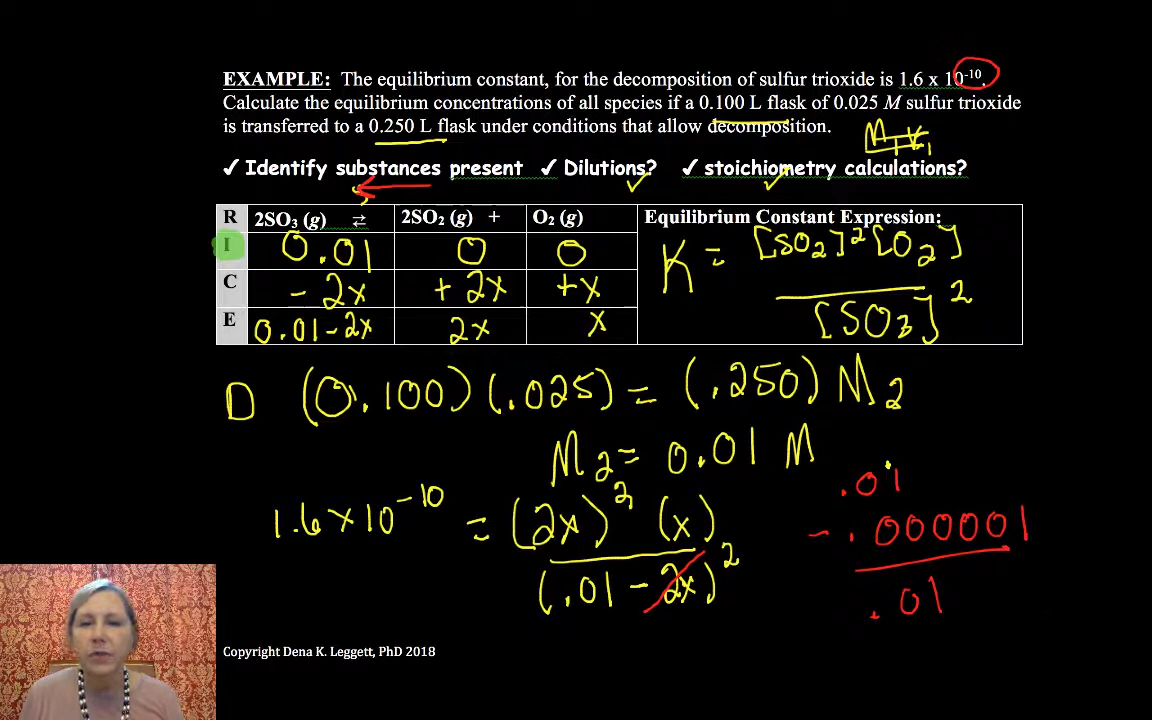 EXAMPLE: The equilibrium constant, for the decomposition of sulfur trioxide is 1.6 x 10⁻¹⁰.
Calculate the equilibrium concentrations of all species if a 0.100 L flask of 0.025 M sulfur trioxide
is transferred to a 0.250 L flask under conditions that allow decomposition.
M₁V₁
✓ Identify substances present ✓ Dilutions? ✓ stoichiometry calculations?
R 2SO₃ (g) ⇄ 2SO₂ (g) + O₂ (g) Equilibrium Constant Expression:
I 0.01 0 0
C - 2x + 2x +x
E 0.01-2x 2x x
K = [SO₂]²[O₂]
[SO₃]²
D (0.100)(.025) = (.250) M₂
M₂ = 0.01 M
1.6 x 10⁻¹⁰ = (2x)² (x)
(.01 - 2x)²
.01
- .000001
.01
Copyright Dena K. Leggett, PhD 2018